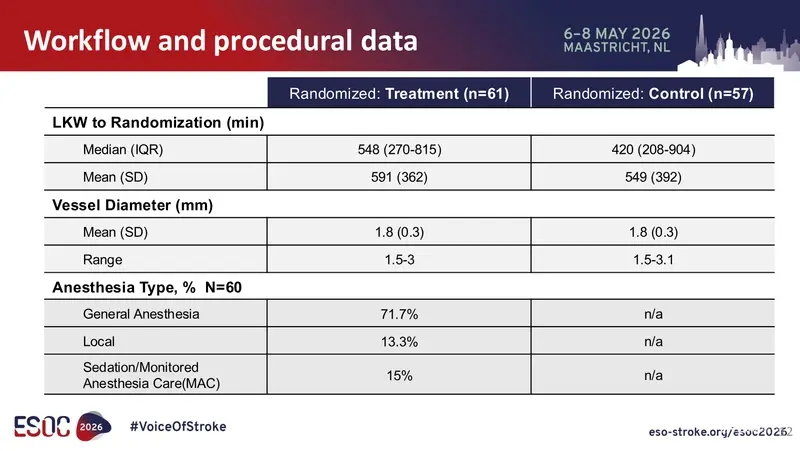 Workflow and procedural data
6–8 MAY 2026
MAASTRICHT, NL
Randomized: Treatment (n=61) Randomized: Control (n=57)
LKW to Randomization (min)
Median (IQR) 548 (270-815) 420 (208-904)
Mean (SD) 591 (362) 549 (392)
Vessel Diameter (mm)
Mean (SD) 1.8 (0.3) 1.8 (0.3)
Range 1.5-3 1.5-3.1
Anesthesia Type, % N=60
General Anesthesia 71.7% n/a
Local 13.3% n/a
Sedation/Monitored
Anesthesia Care(MAC) 15% n/a
ESOC 2026 #VoiceOfStroke
eso-stroke.org/esoc2026